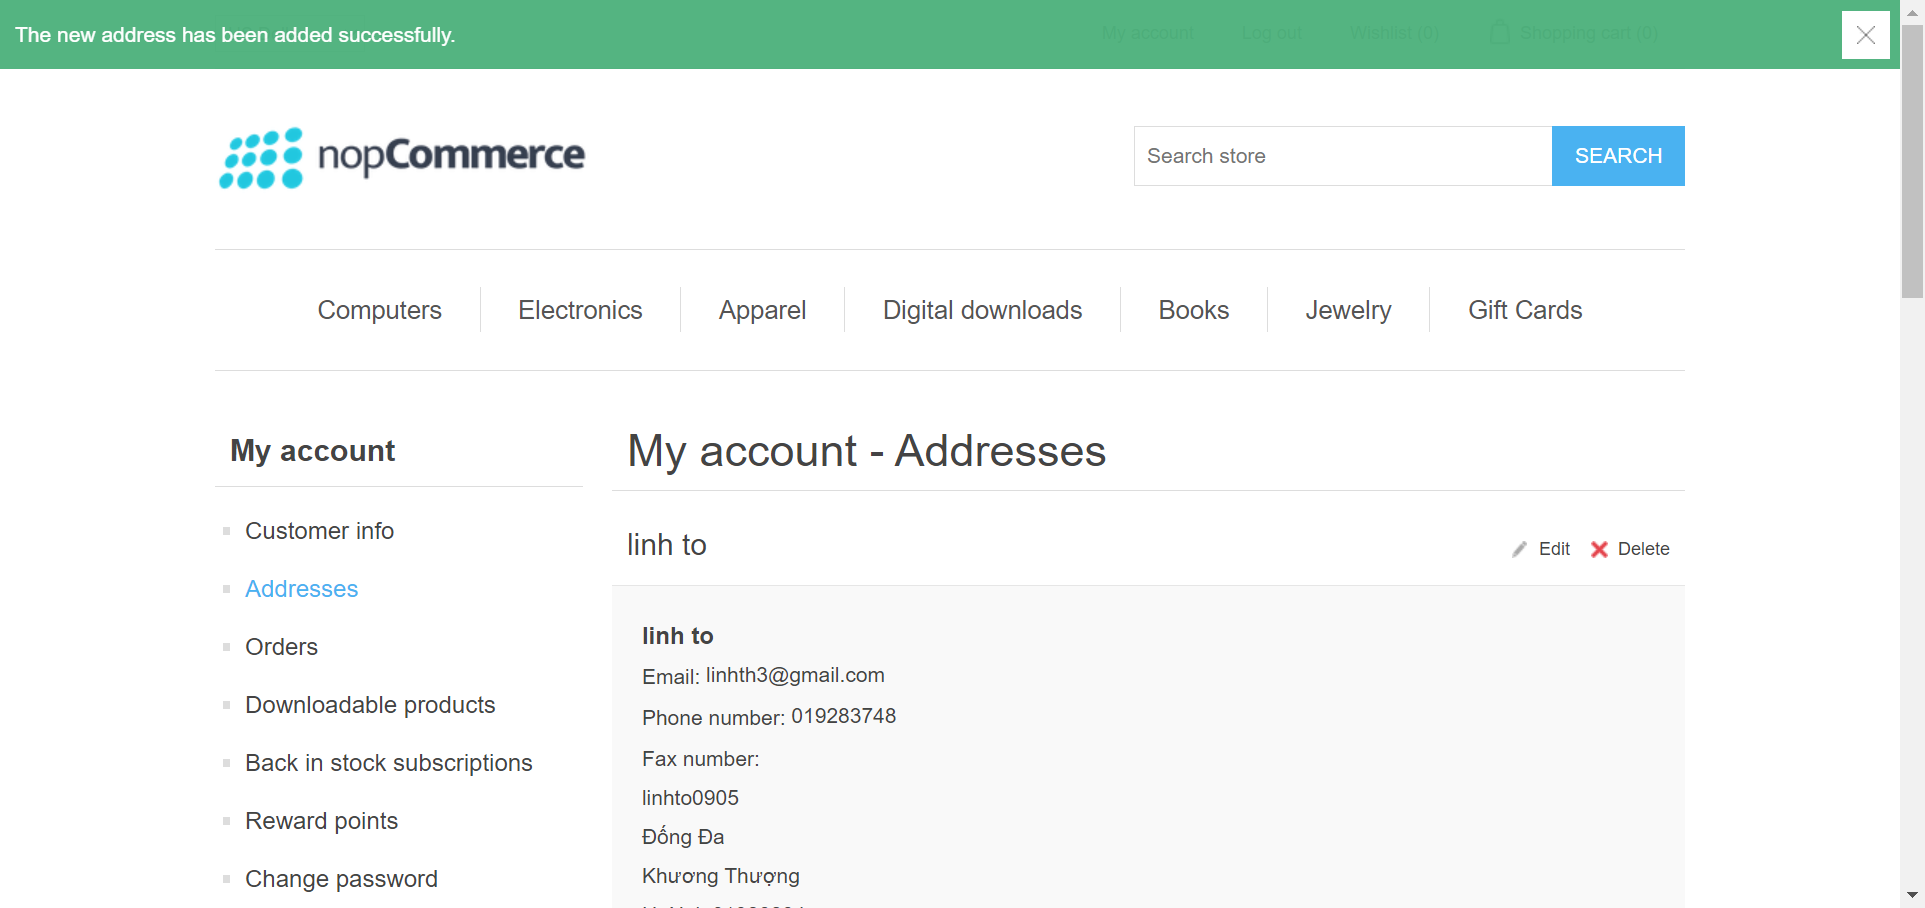 The new address has been added successfully.
My account Log out Wishlist (0) Shopping cart (0)
nopCommerce
Search store SEARCH
Computers Electronics Apparel Digital downloads Books Jewelry Gift Cards
My account
Customer info
Addresses
Orders
Downloadable products
Back in stock subscriptions
Reward points
Change password
My account - Addresses
linh to
Edit Delete
linh to
Email: linhth3@gmail.com
Phone number: 019283748
Fax number:
linhto0905
Đống Đa
Khương Thượng